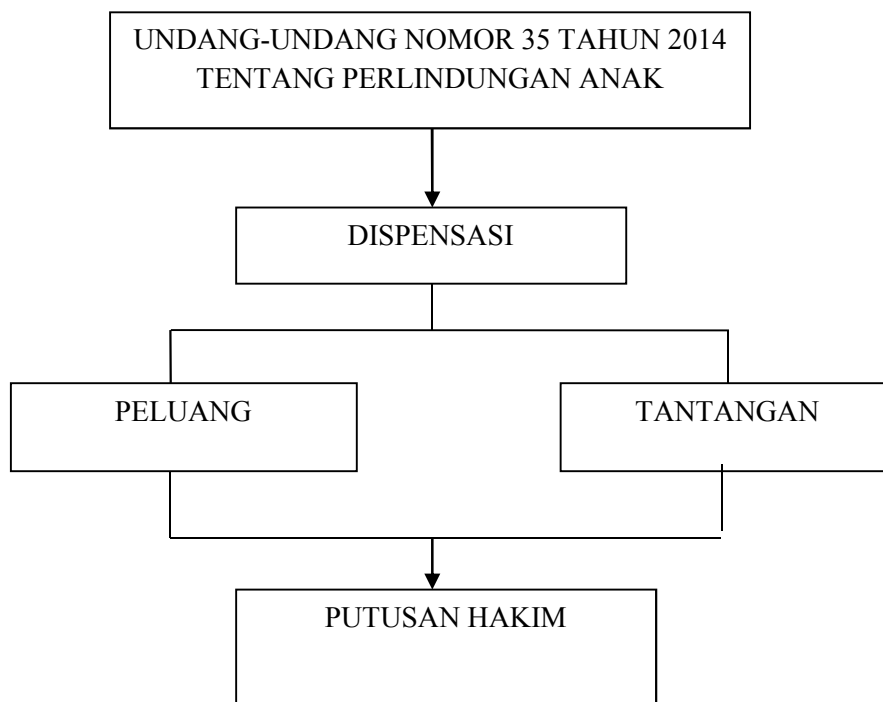 UNDANG-UNDANG NOMOR 35 TAHUN 2014
TENTANG PERLINDUNGAN ANAK
DISPENSASI
PELUANG
TANTANGAN
PUTUSAN HAKIM